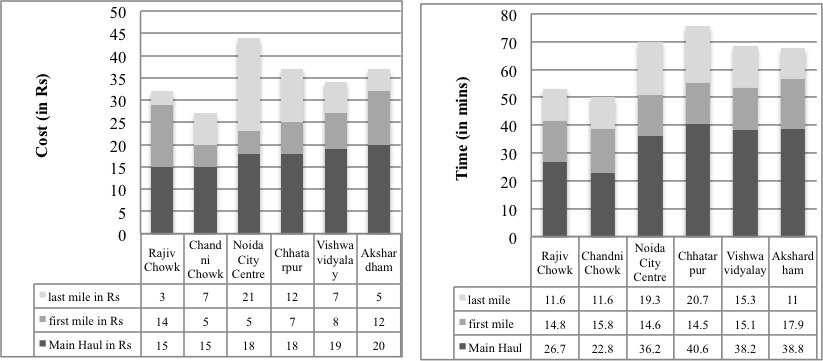 Cost (in Rs)
50
45
40
35
30
25
20
15
10
5
0
Rajiv Chowk
Chand ni Chowk
Noida City Centre
Chhata rpur
Vishwa vidyala y
Akshar dham
last mile in Rs 3 7 21 12 7 5
first mile in Rs 14 5 5 7 8 12
Main Haul in Rs 15 15 18 18 19 20
Time (in mins)
80
70
60
50
40
30
20
10
0
Rajiv Chowk
Chandni Chowk
Noida City Centre
Chhatar pur
Vishwa vidyalay
Akshard ham
last mile 11.6 11.6 19.3 20.7 15.3 11
first mile 14.8 15.8 14.6 14.5 15.1 17.9
Main Haul 26.7 22.8 36.2 40.6 38.2 38.8